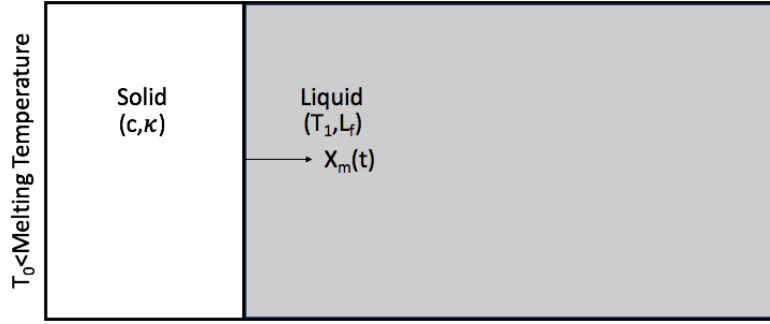 T₀<Melting Temperature
Solid
(c,κ)
Liquid
(T₁,L_f)
X_m(t)